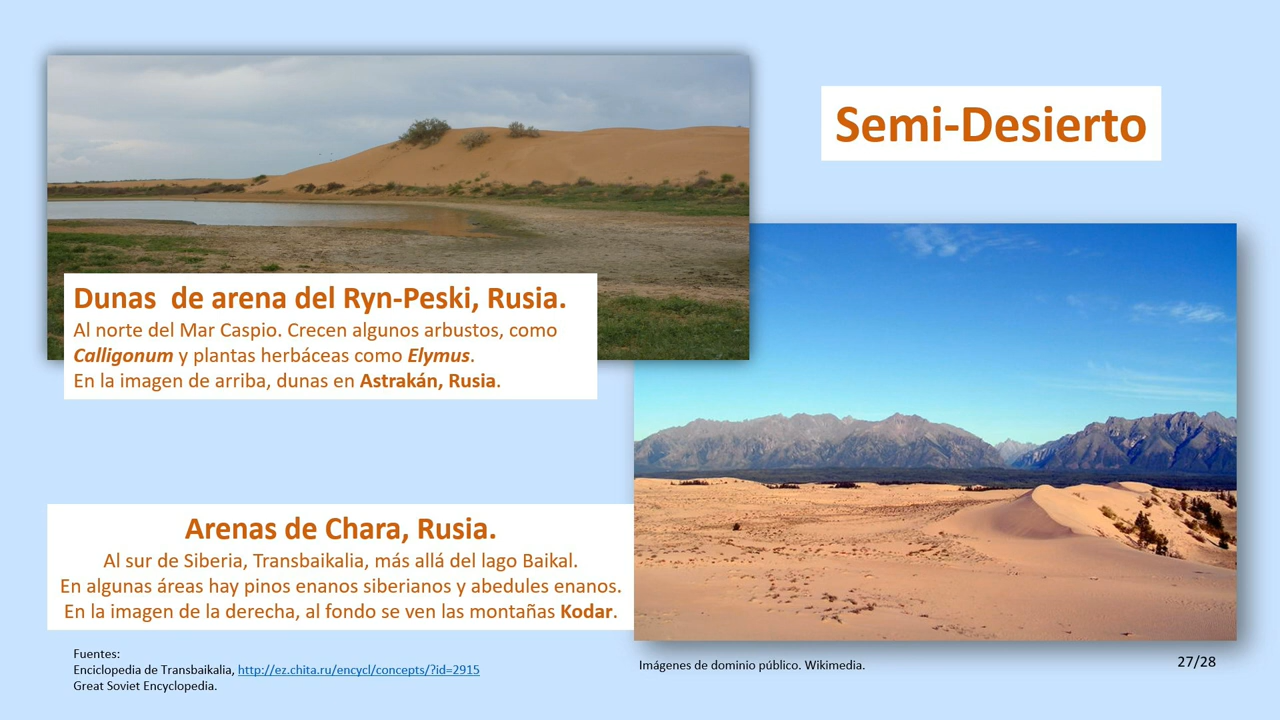 Semi-Desierto
Dunas  de arena del Ryn-Peski, Rusia.
Al norte del Mar Caspio. Crecen algunos arbustos, como
Calligonum y plantas herbáceas como Elymus.
En la imagen de arriba, dunas en Astrakán, Rusia.
Arenas de Chara, Rusia.
Al sur de Siberia, Transbaikalia, más allá del lago Baikal.
En algunas áreas hay pinos enanos siberianos y abedules enanos.
En la imagen de la derecha, al fondo se ven las montañas Kodar.
Fuentes:
Enciclopedia de Transbaikalia, http://ez.chita.ru/encycl/concepts/?id=2915
Great Soviet Encyclopedia.
Imágenes de dominio público. Wikimedia.
27/28